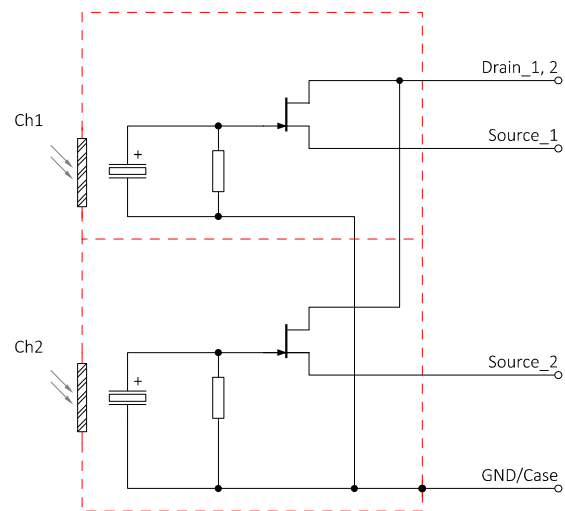 Drain_1, 2
Ch1
+
Source_1
Ch2
+
Source_2
GND/Case